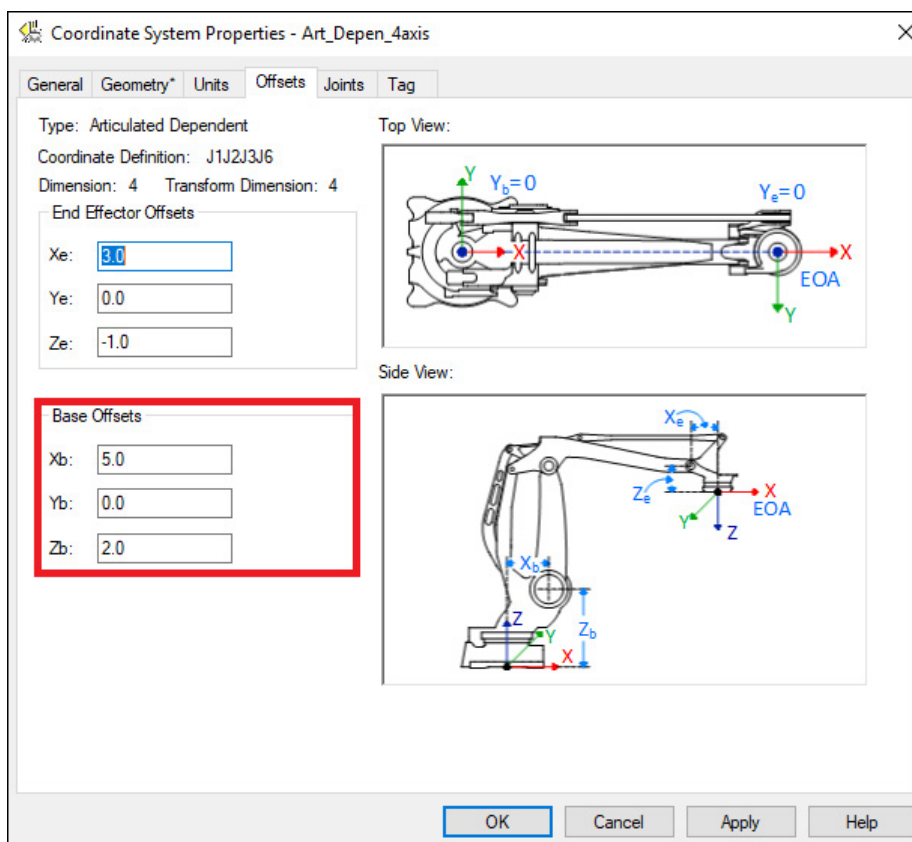 Coordinate System Properties - Art_Depen_4axis
General Geometry* Units Offsets Joints Tag
Type: Articulated Dependent
Coordinate Definition: J1J2J3J6
Dimension: 4 Transform Dimension: 4
End Effector Offsets
Xe: 3.0
Ye: 0.0
Ze: -1.0
Base Offsets
Xb: 5.0
Yb: 0.0
Zb: 2.0
Top View:
Y Yb= 0 Ye= 0
X X
EOA
Y
Side View:
Xe
Ze X
EOA
Y Z
Xb
Z Y Zb
X
OK Cancel Apply Help